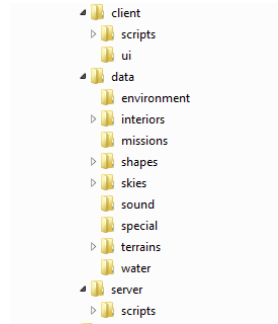 client
scripts
ui
data
environment
interiors
missions
shapes
skies
sound
special
terrains
water
server
scripts